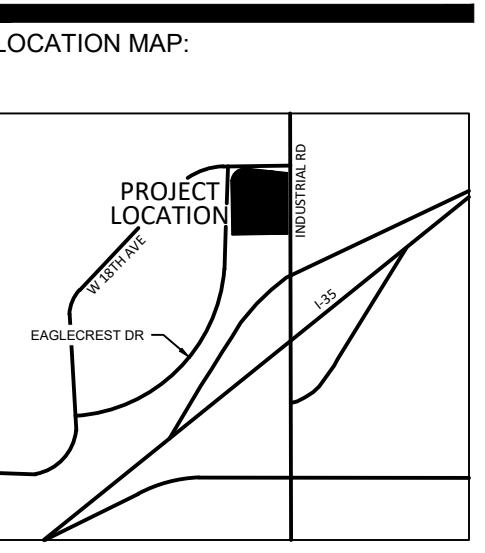 LOCATION MAP:
PROJECT
LOCATION
INDUSTRIAL RD
W 18TH AVE
I-35
EAGLECREST DR